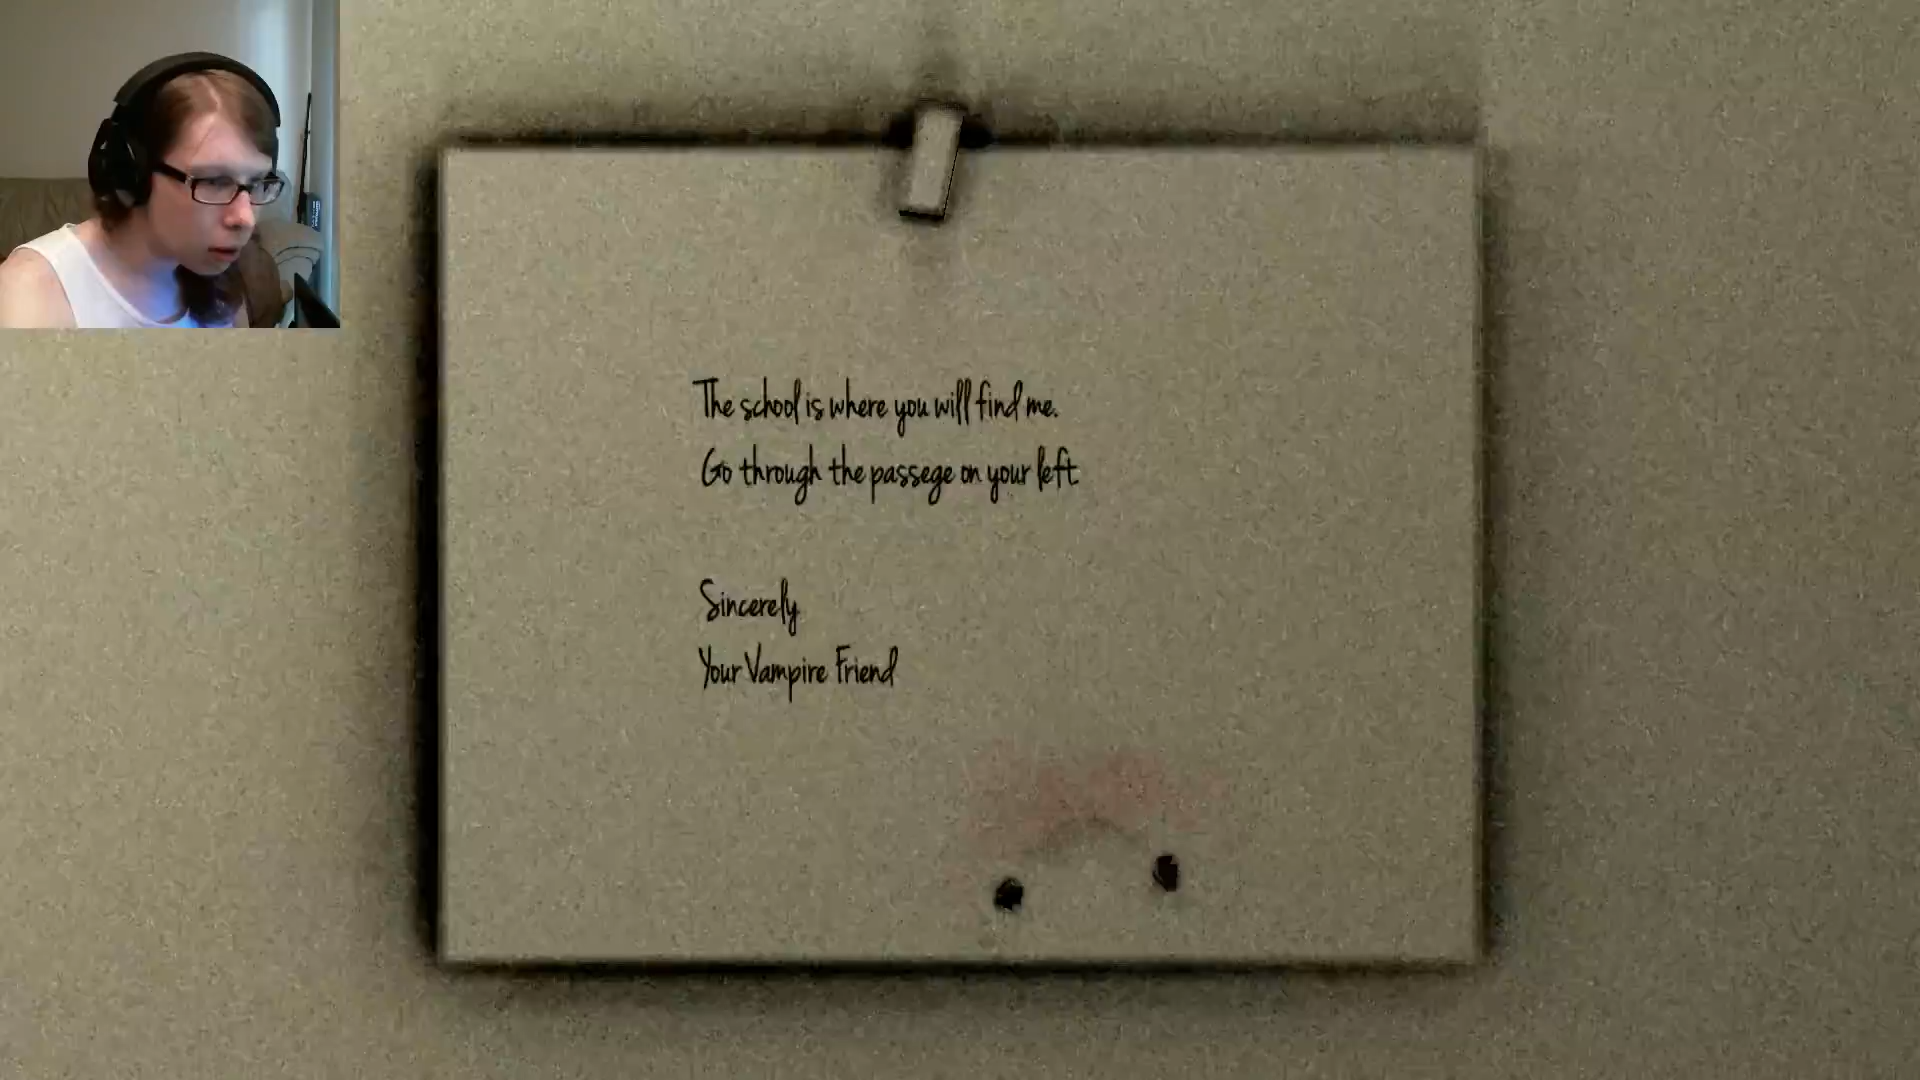 The school is where you will find me.
Go through the passege on your left.
Sincerely
Your Vampire Friend